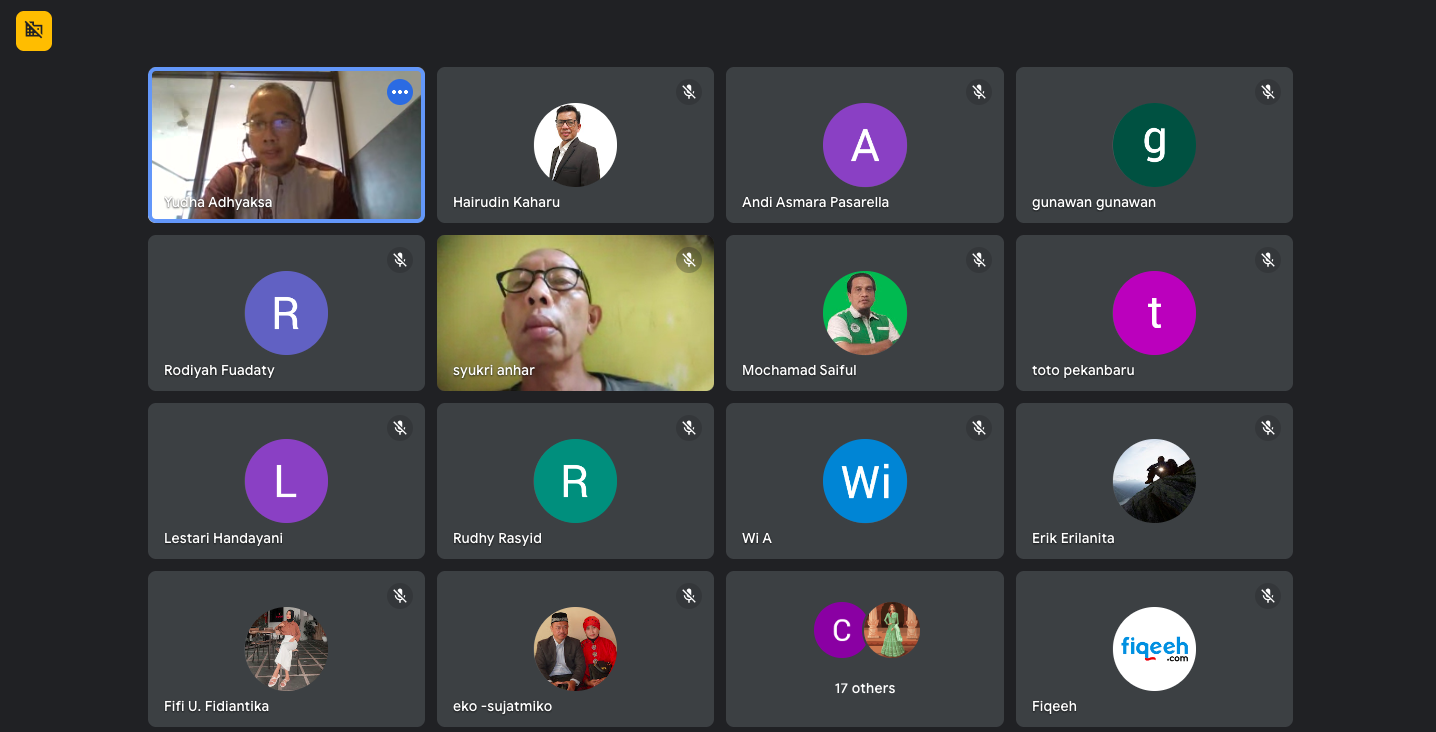 Yudha Adhyaksa
Hairudin Kaharu
A
Andi Asmara Pasarella
g
gunawan gunawan
R
Rodiyah Fuadaty
syukri anhar
Mochamad Saiful
t
toto pekanbaru
L
Lestari Handayani
R
Rudhy Rasyid
Wi
Wi A
Erik Erilanita
Fifi U. Fidiantika
eko -sujatmiko
C
17 others
fiqeeh
.com
Fiqeeh